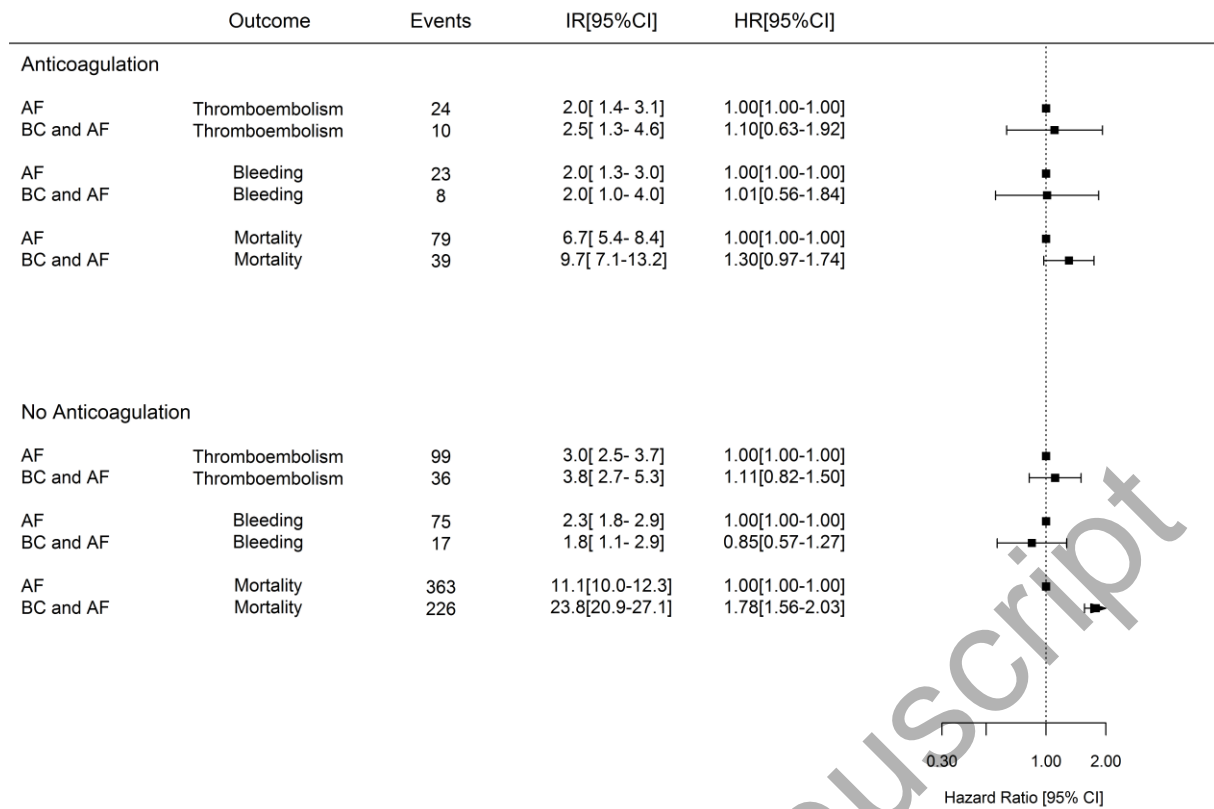 Outcome Events IR[95%CI] HR[95%CI]
Anticoagulation
AF Thromboembolism 24 2.0[ 1.4- 3.1] 1.00[1.00-1.00]
BC and AF Thromboembolism 10 2.5[ 1.3- 4.6] 1.10[0.63-1.92]
AF Bleeding 23 2.0[ 1.3- 3.0] 1.00[1.00-1.00]
BC and AF Bleeding 8 2.0[ 1.0- 4.0] 1.01[0.56-1.84]
AF Mortality 79 6.7[ 5.4- 8.4] 1.00[1.00-1.00]
BC and AF Mortality 39 9.7[ 7.1-13.2] 1.30[0.97-1.74]
No Anticoagulation
AF Thromboembolism 99 3.0[ 2.5- 3.7] 1.00[1.00-1.00]
BC and AF Thromboembolism 36 3.8[ 2.7- 5.3] 1.11[0.82-1.50]
AF Bleeding 75 2.3[ 1.8- 2.9] 1.00[1.00-1.00]
BC and AF Bleeding 17 1.8[ 1.1- 2.9] 0.85[0.57-1.27]
AF Mortality 363 11.1[10.0-12.3] 1.00[1.00-1.00]
BC and AF Mortality 226 23.8[20.9-27.1] 1.78[1.56-2.03]
0.30 1.00 2.00
Hazard Ratio [95% CI]
uscript